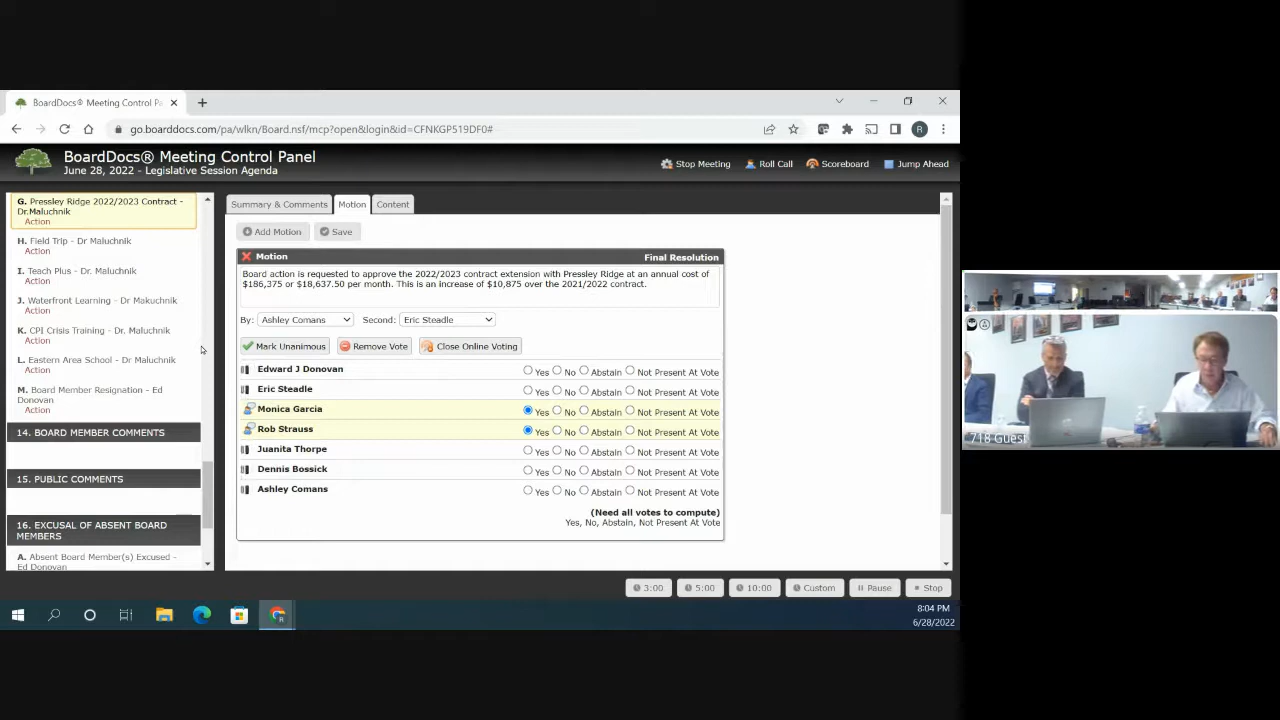 BoardDocs® Meeting Control Pa
go.boarddocs.com/pa/wlkn/Board.nsf/mcp?open&login&id=CFNKGP519DF0#
R
BoardDocs® Meeting Control Panel
June 28, 2022 - Legislative Session Agenda
Stop Meeting
Roll Call
Scoreboard
Jump Ahead
G. Pressley Ridge 2022/2023 Contract -
Dr.Maluchnik
Action
H. Field Trip - Dr Maluchnik
Action
I. Teach Plus - Dr. Maluchnik
Action
J. Waterfront Learning - Dr Makuchnik
Action
K. CPI Crisis Training - Dr. Maluchnik
Action
L. Eastern Area School - Dr Maluchnik
Action
M. Board Member Resignation - Ed
Donovan
Action
14. BOARD MEMBER COMMENTS
15. PUBLIC COMMENTS
16. EXCUSAL OF ABSENT BOARD
MEMBERS
A. Absent Board Member(s) Excused -
Ed Donovan
Summary & Comments
Motion
Content
Add Motion
Save
Motion
Final Resolution
Board action is requested to approve the 2022/2023 contract extension with Pressley Ridge at an annual cost of
$186,375 or $18,637.50 per month. This is an increase of $10,875 over the 2021/2022 contract.
By: Ashley Comans Second: Eric Steadle
Mark Unanimous
Remove Vote
Close Online Voting
Edward J Donovan Yes No Abstain Not Present At Vote
Eric Steadle Yes No Abstain Not Present At Vote
Monica Garcia Yes No Abstain Not Present At Vote
Rob Strauss Yes No Abstain Not Present At Vote
Juanita Thorpe Yes No Abstain Not Present At Vote
Dennis Bossick Yes No Abstain Not Present At Vote
Ashley Comans Yes No Abstain Not Present At Vote
(Need all votes to compute)
Yes, No, Abstain, Not Present At Vote
3:00
5:00
10:00
Custom
Pause
Stop
8:04 PM
6/28/2022
718 Guest